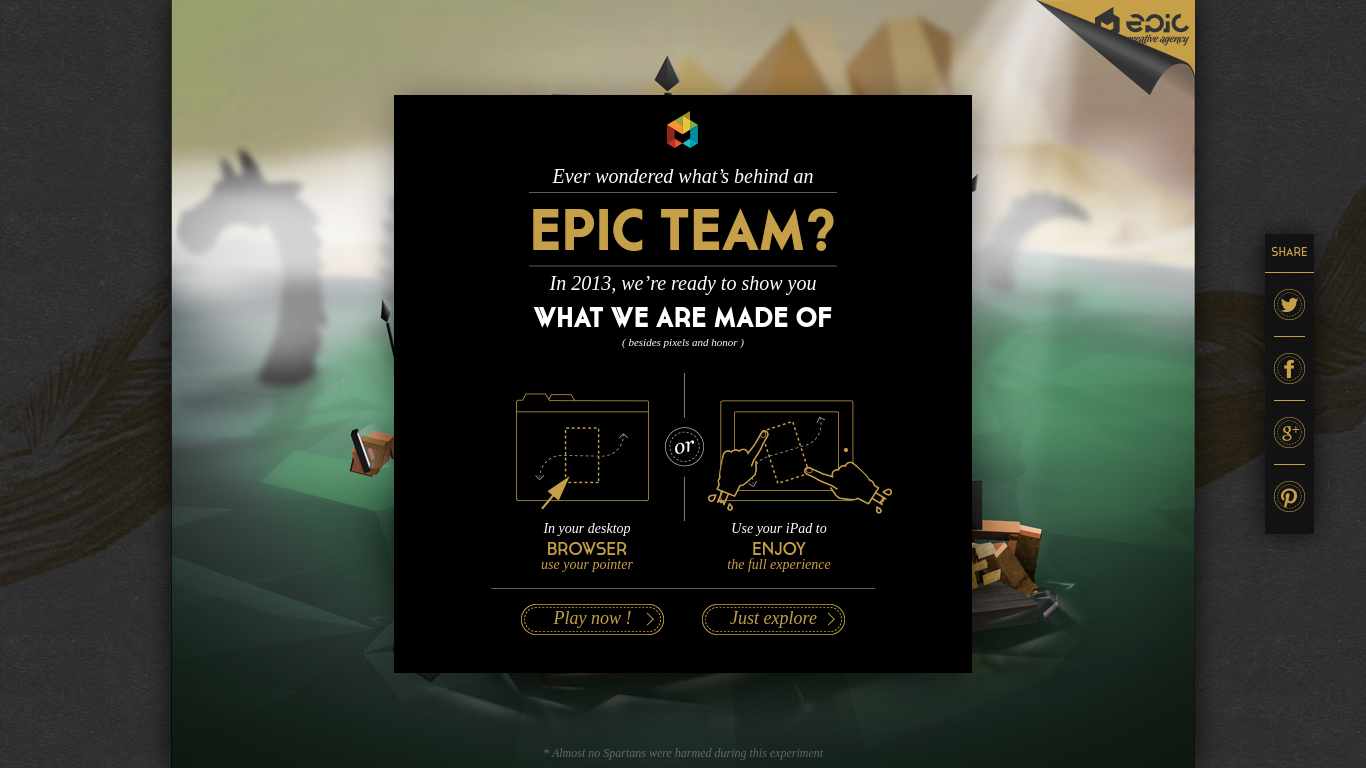 epic
creative agency
Ever wondered what's behind an
EPIC TEAM?
In 2013, we're ready to show you
WHAT WE ARE MADE OF
( besides pixels and honor )
or
In your desktop
BROWSER
use your pointer
Use your iPad to
ENJOY
the full experience
Play now !
Just explore
SHARE
* Almost no Spartans were harmed during this experiment